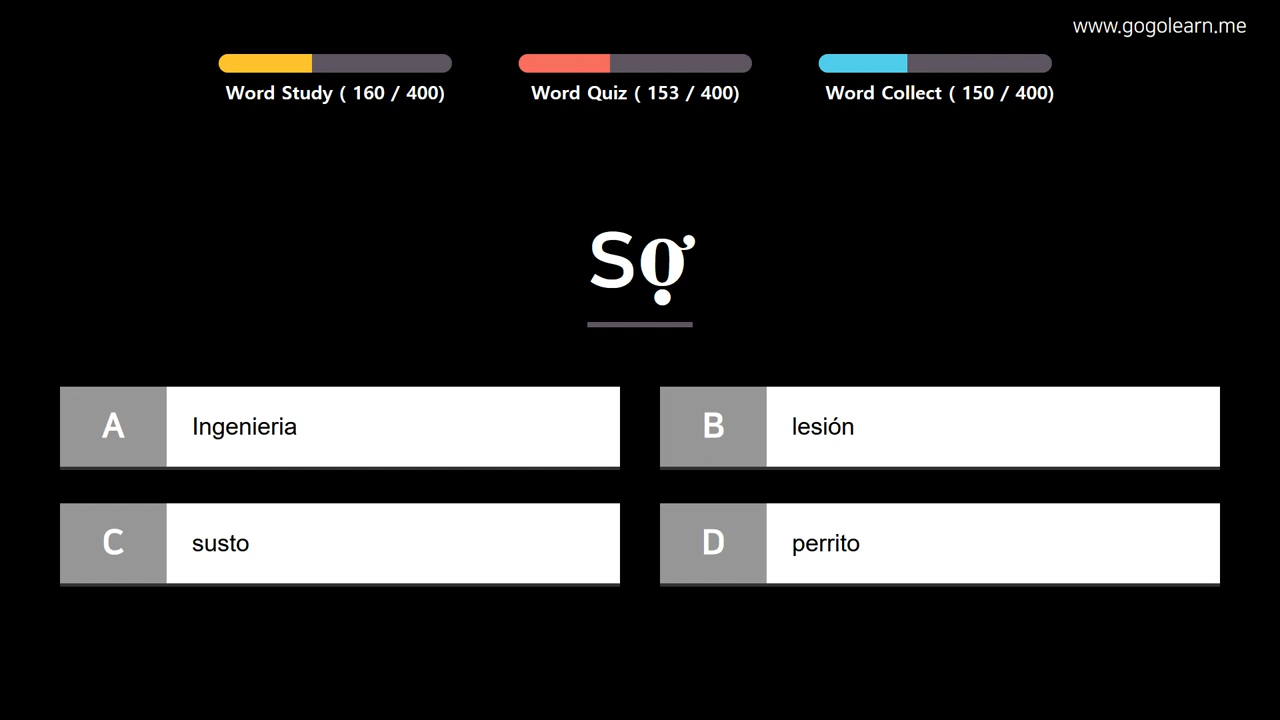 www.gogolearn.me
Word Study ( 160 / 400)
Word Quiz ( 153 / 400)
Word Collect ( 150 / 400)
Sợ
A Ingenieria
B lesión
C susto
D perrito